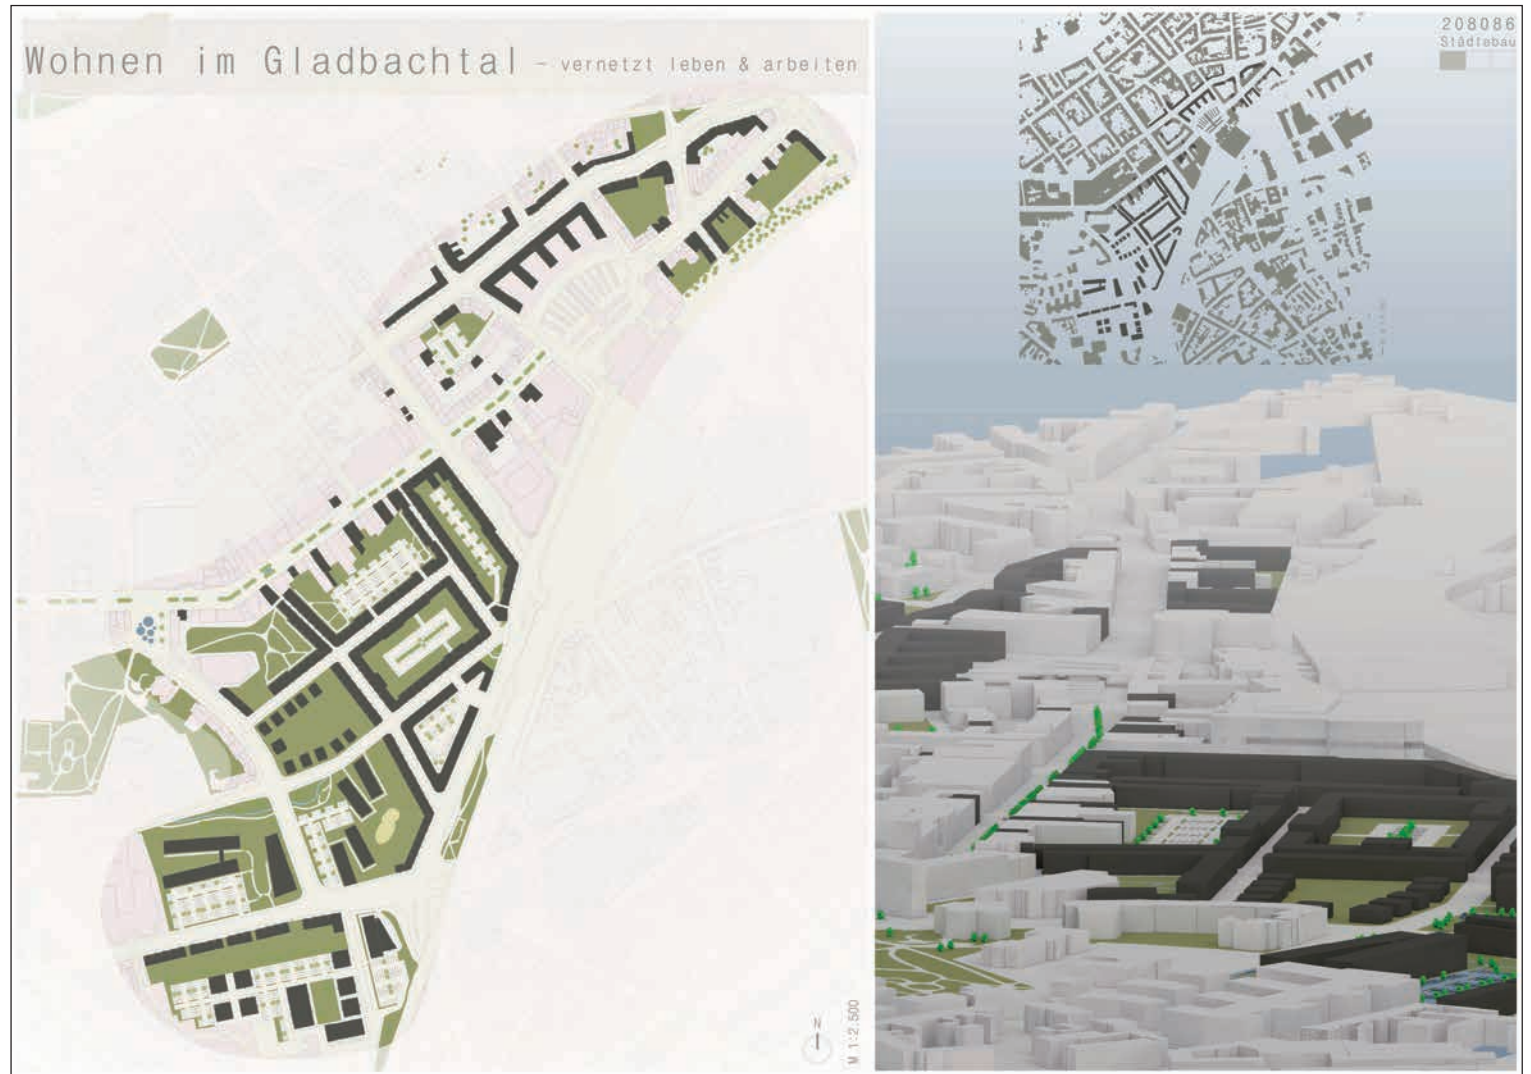 Wohnen im Gladbachtal – vernetzt leben & arbeiten
208086
Städtebau
N
M 1:2.500